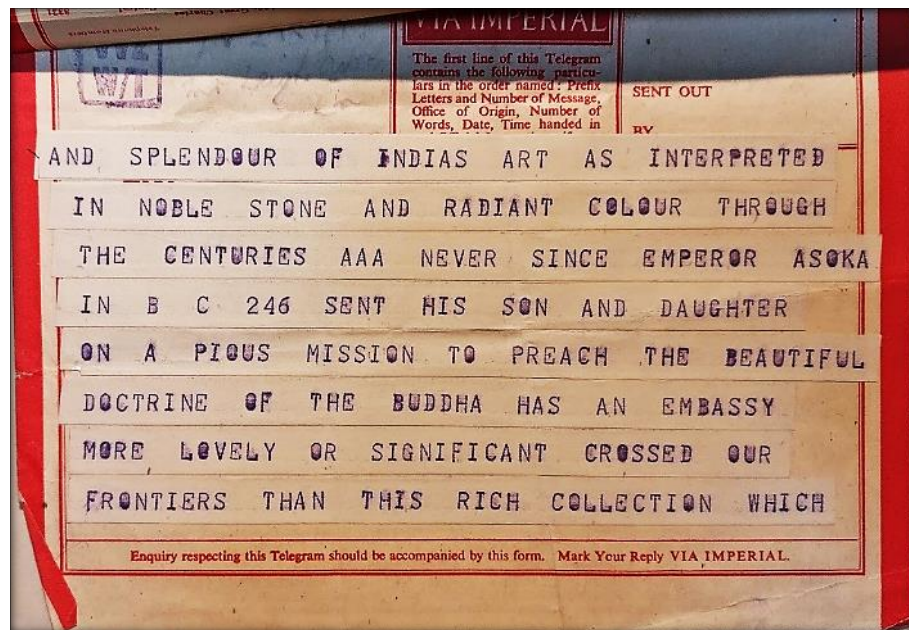 VIA IMPERIAL
W/T
The first line of this Telegram
contains the following particu-
lars in the order named: Prefix
Letters and Number of Message,
Office of Origin, Number of
Words, Date, Time handed in
SENT OUT
BY
AND SPLENDOUR OF INDIAS ART AS INTERPRETED
IN NOBLE STONE AND RADIANT COLOUR THROUGH
THE CENTURIES AAA NEVER SINCE EMPEROR ASOKA
IN B C 246 SENT HIS SON AND DAUGHTER
ON A PIOUS MISSION TO PREACH THE BEAUTIFUL
DOCTRINE OF THE BUDDHA HAS AN EMBASSY
MORE LOVELY OR SIGNIFICANT CROSSED OUR
FRONTIERS THAN THIS RICH COLLECTION WHICH
Enquiry respecting this Telegram should be accompanied by this form. Mark Your Reply VIA IMPERIAL.